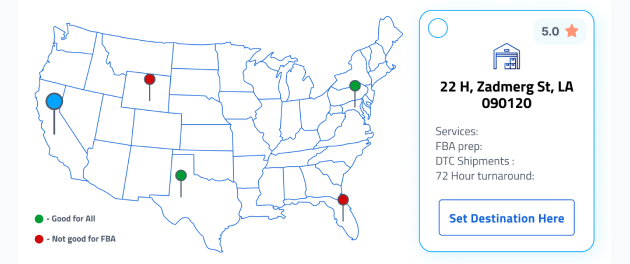 5.0
22 H, Zadmerg St, LA
090120
Services:
FBA prep:
DTC Shipments :
72 Hour turnaround:
Set Destination Here
- Good for All
- Not good for FBA